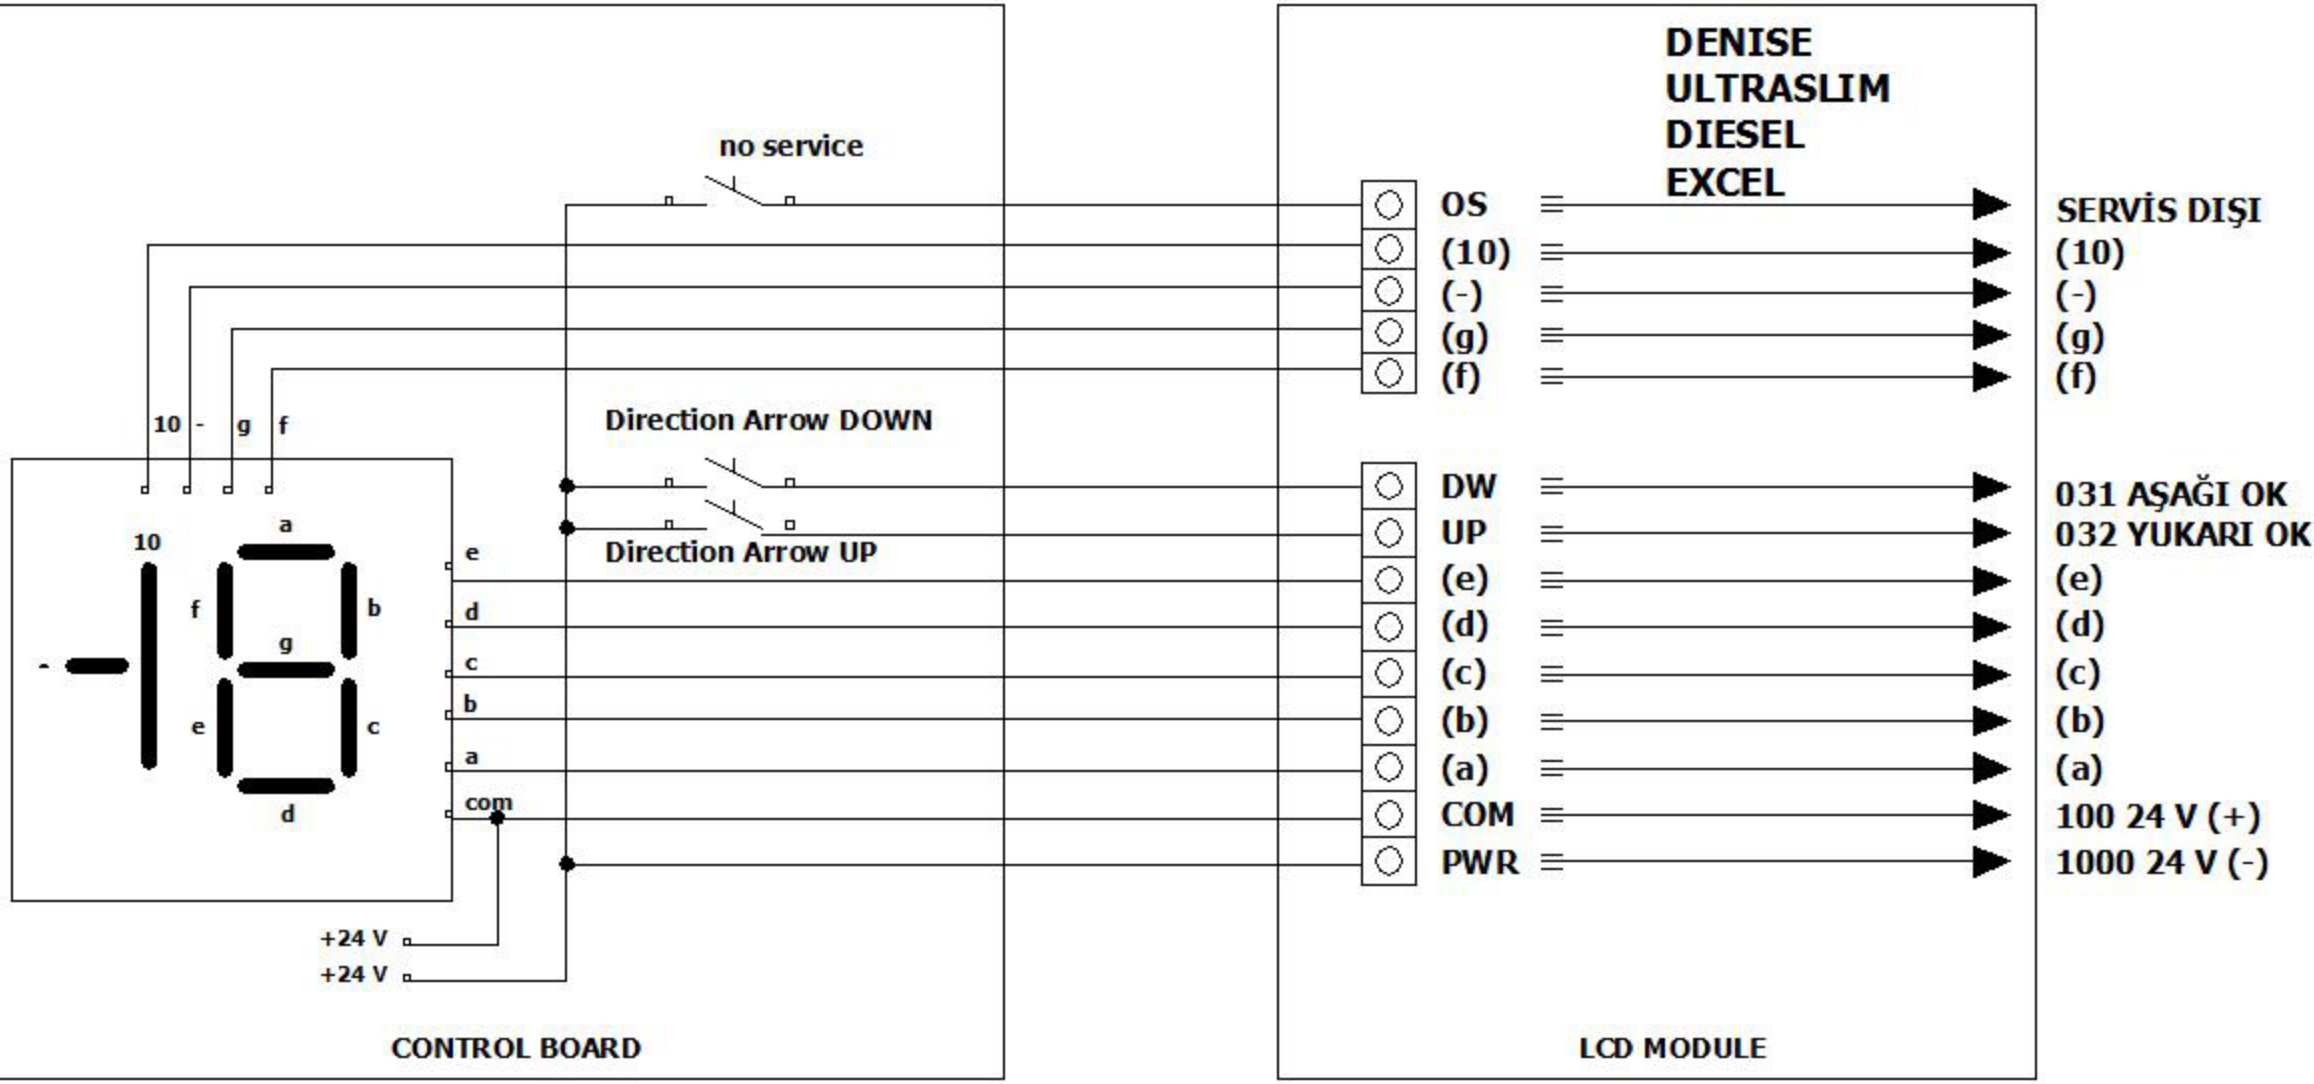 DENISE
ULTRASLIM
DIESEL
EXCEL
no service
OS
SERVİS DIŞI
(10)
(10)
(-)
(-)
(g)
(g)
(f)
(f)
10 - g f
Direction Arrow DOWN
DW
031 AŞAĞI OK
UP
032 YUKARI OK
Direction Arrow UP
a
10
f
b
g
-
e
c
d
e
(e)
(e)
d
(d)
(d)
c
(c)
(c)
b
(b)
(b)
a
(a)
(a)
com
COM
100 24 V (+)
PWR
1000 24 V (-)
+24 V
+24 V
CONTROL BOARD
LCD MODULE